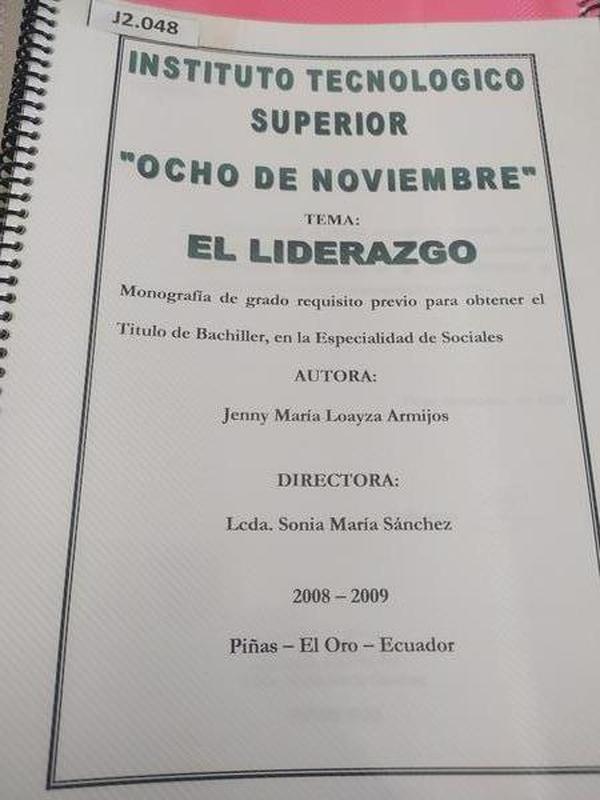 J2.048
INSTITUTO TECNOLOGICO
SUPERIOR
"OCHO DE NOVIEMBRE"
TEMA:
EL LIDERAZGO
Monografía de grado requisito previo para obtener el
Titulo de Bachiller, en la Especialidad de Sociales
AUTORA:
Jenny María Loayza Armijos
DIRECTORA:
Lcda. Sonia María Sánchez
2008 – 2009
Piñas – El Oro – Ecuador